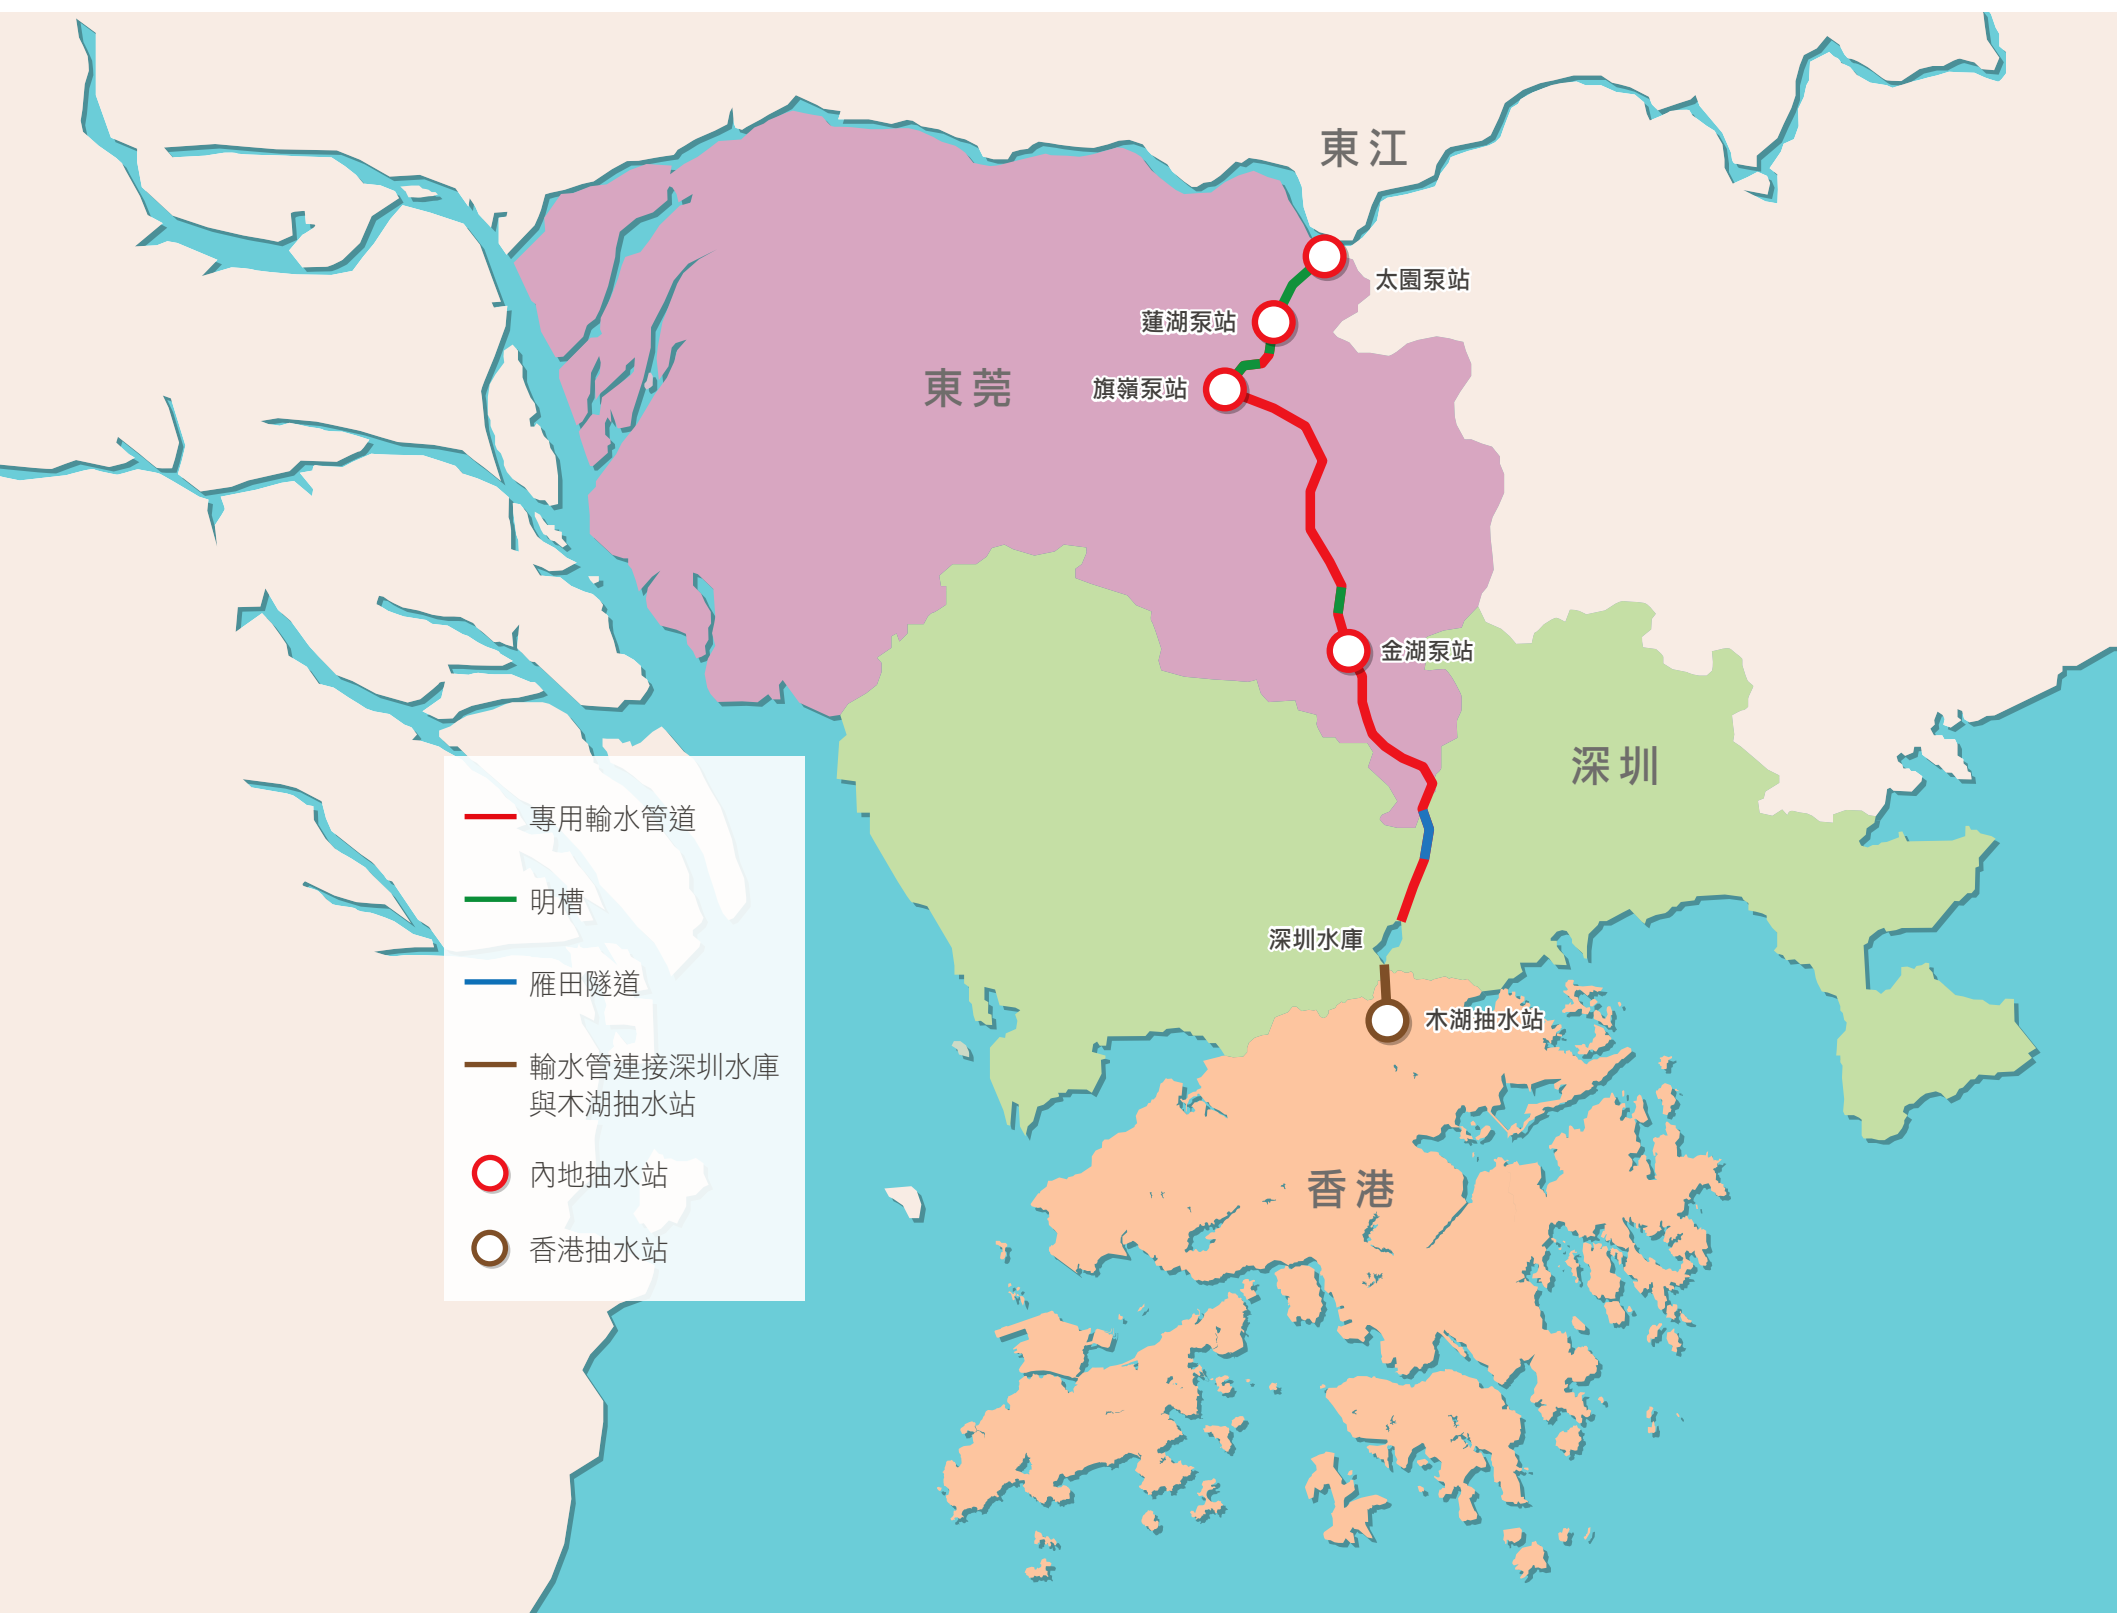 東江
太園泵站
蓮湖泵站
旗嶺泵站
東莞
金湖泵站
深圳
專用輸水管道
明槽
雁田隧道
輸水管連接深圳水庫
與木湖抽水站
內地抽水站
香港抽水站
深圳水庫
木湖抽水站
香港